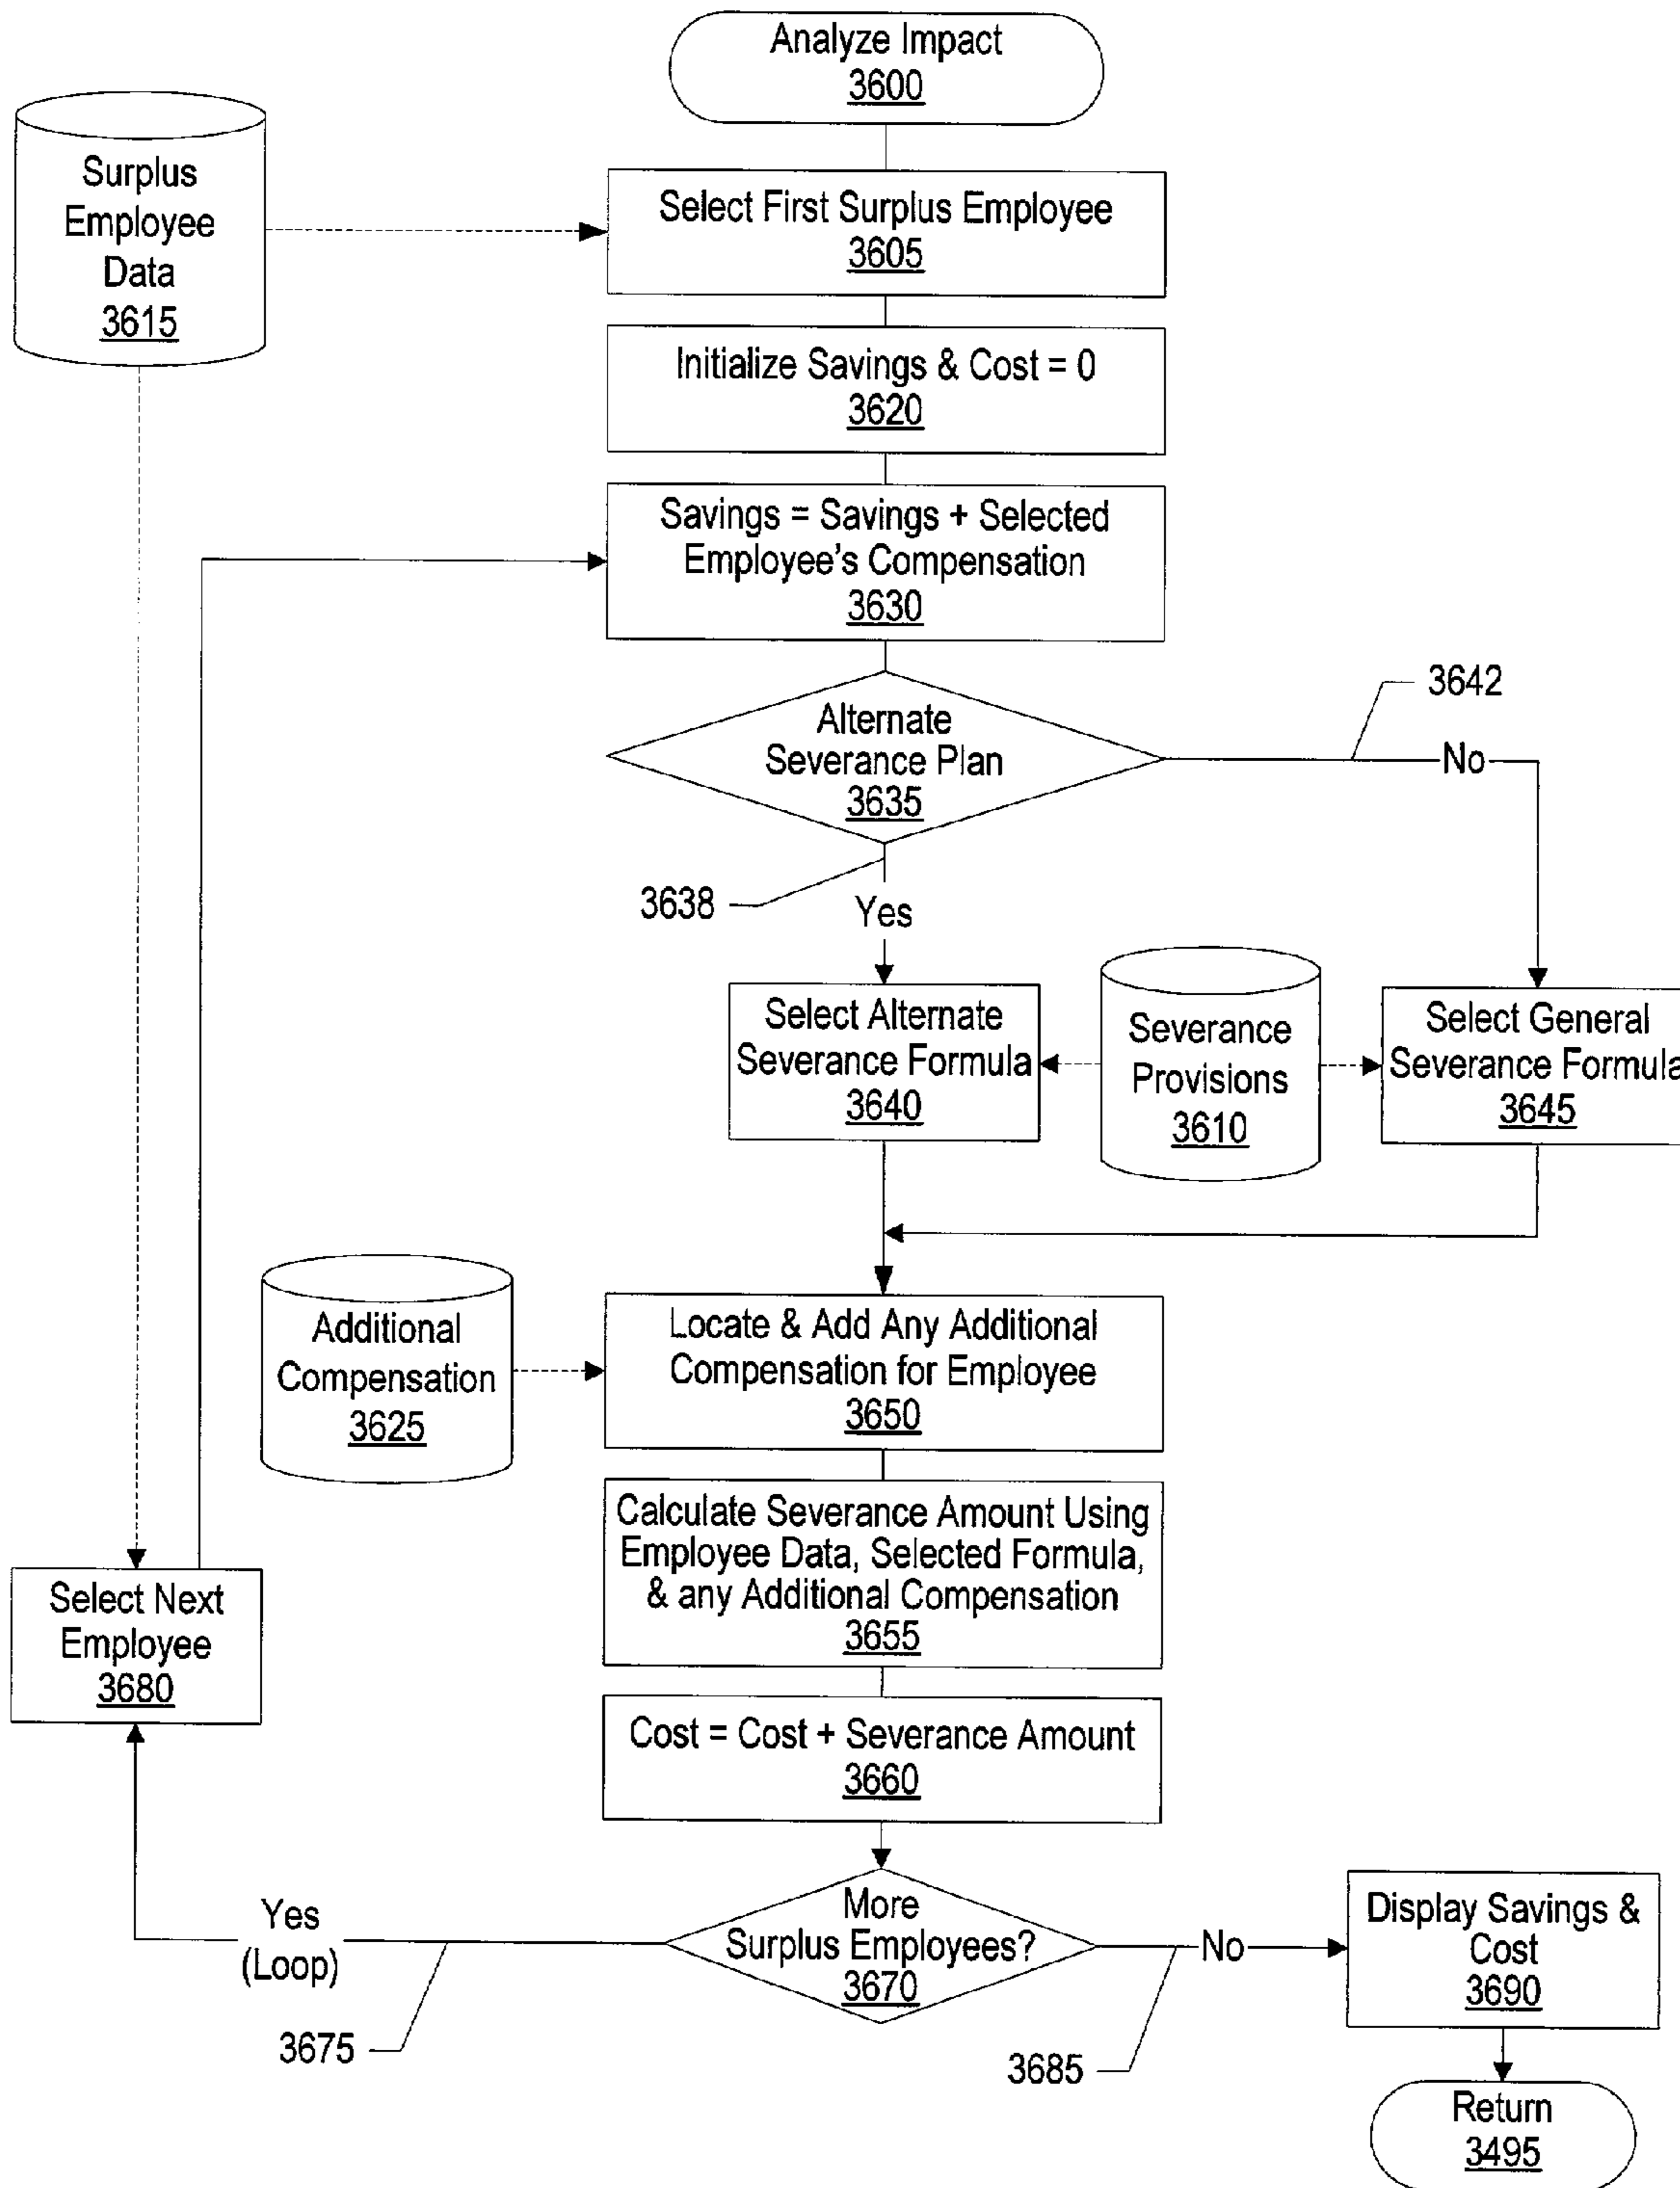 Analyze Impact
3600
Surplus
Employee
Data
3615
Select First Surplus Employee
3605
Initialize Savings & Cost = 0
3620
Savings = Savings + Selected
Employee's Compensation
3630
Alternate
Severance Plan
3635
3642
No
3638
Yes
Select Alternate
Severance Formula
3640
Severance
Provisions
3610
Select General
Severance Formula
3645
Additional
Compensation
3625
Locate & Add Any Additional
Compensation for Employee
3650
Calculate Severance Amount Using
Employee Data, Selected Formula,
& any Additional Compensation
3655
Select Next
Employee
3680
Cost = Cost + Severance Amount
3660
More
Surplus Employees?
3670
Yes
(Loop)
3675
No
3685
Display Savings &
Cost
3690
Return
3495